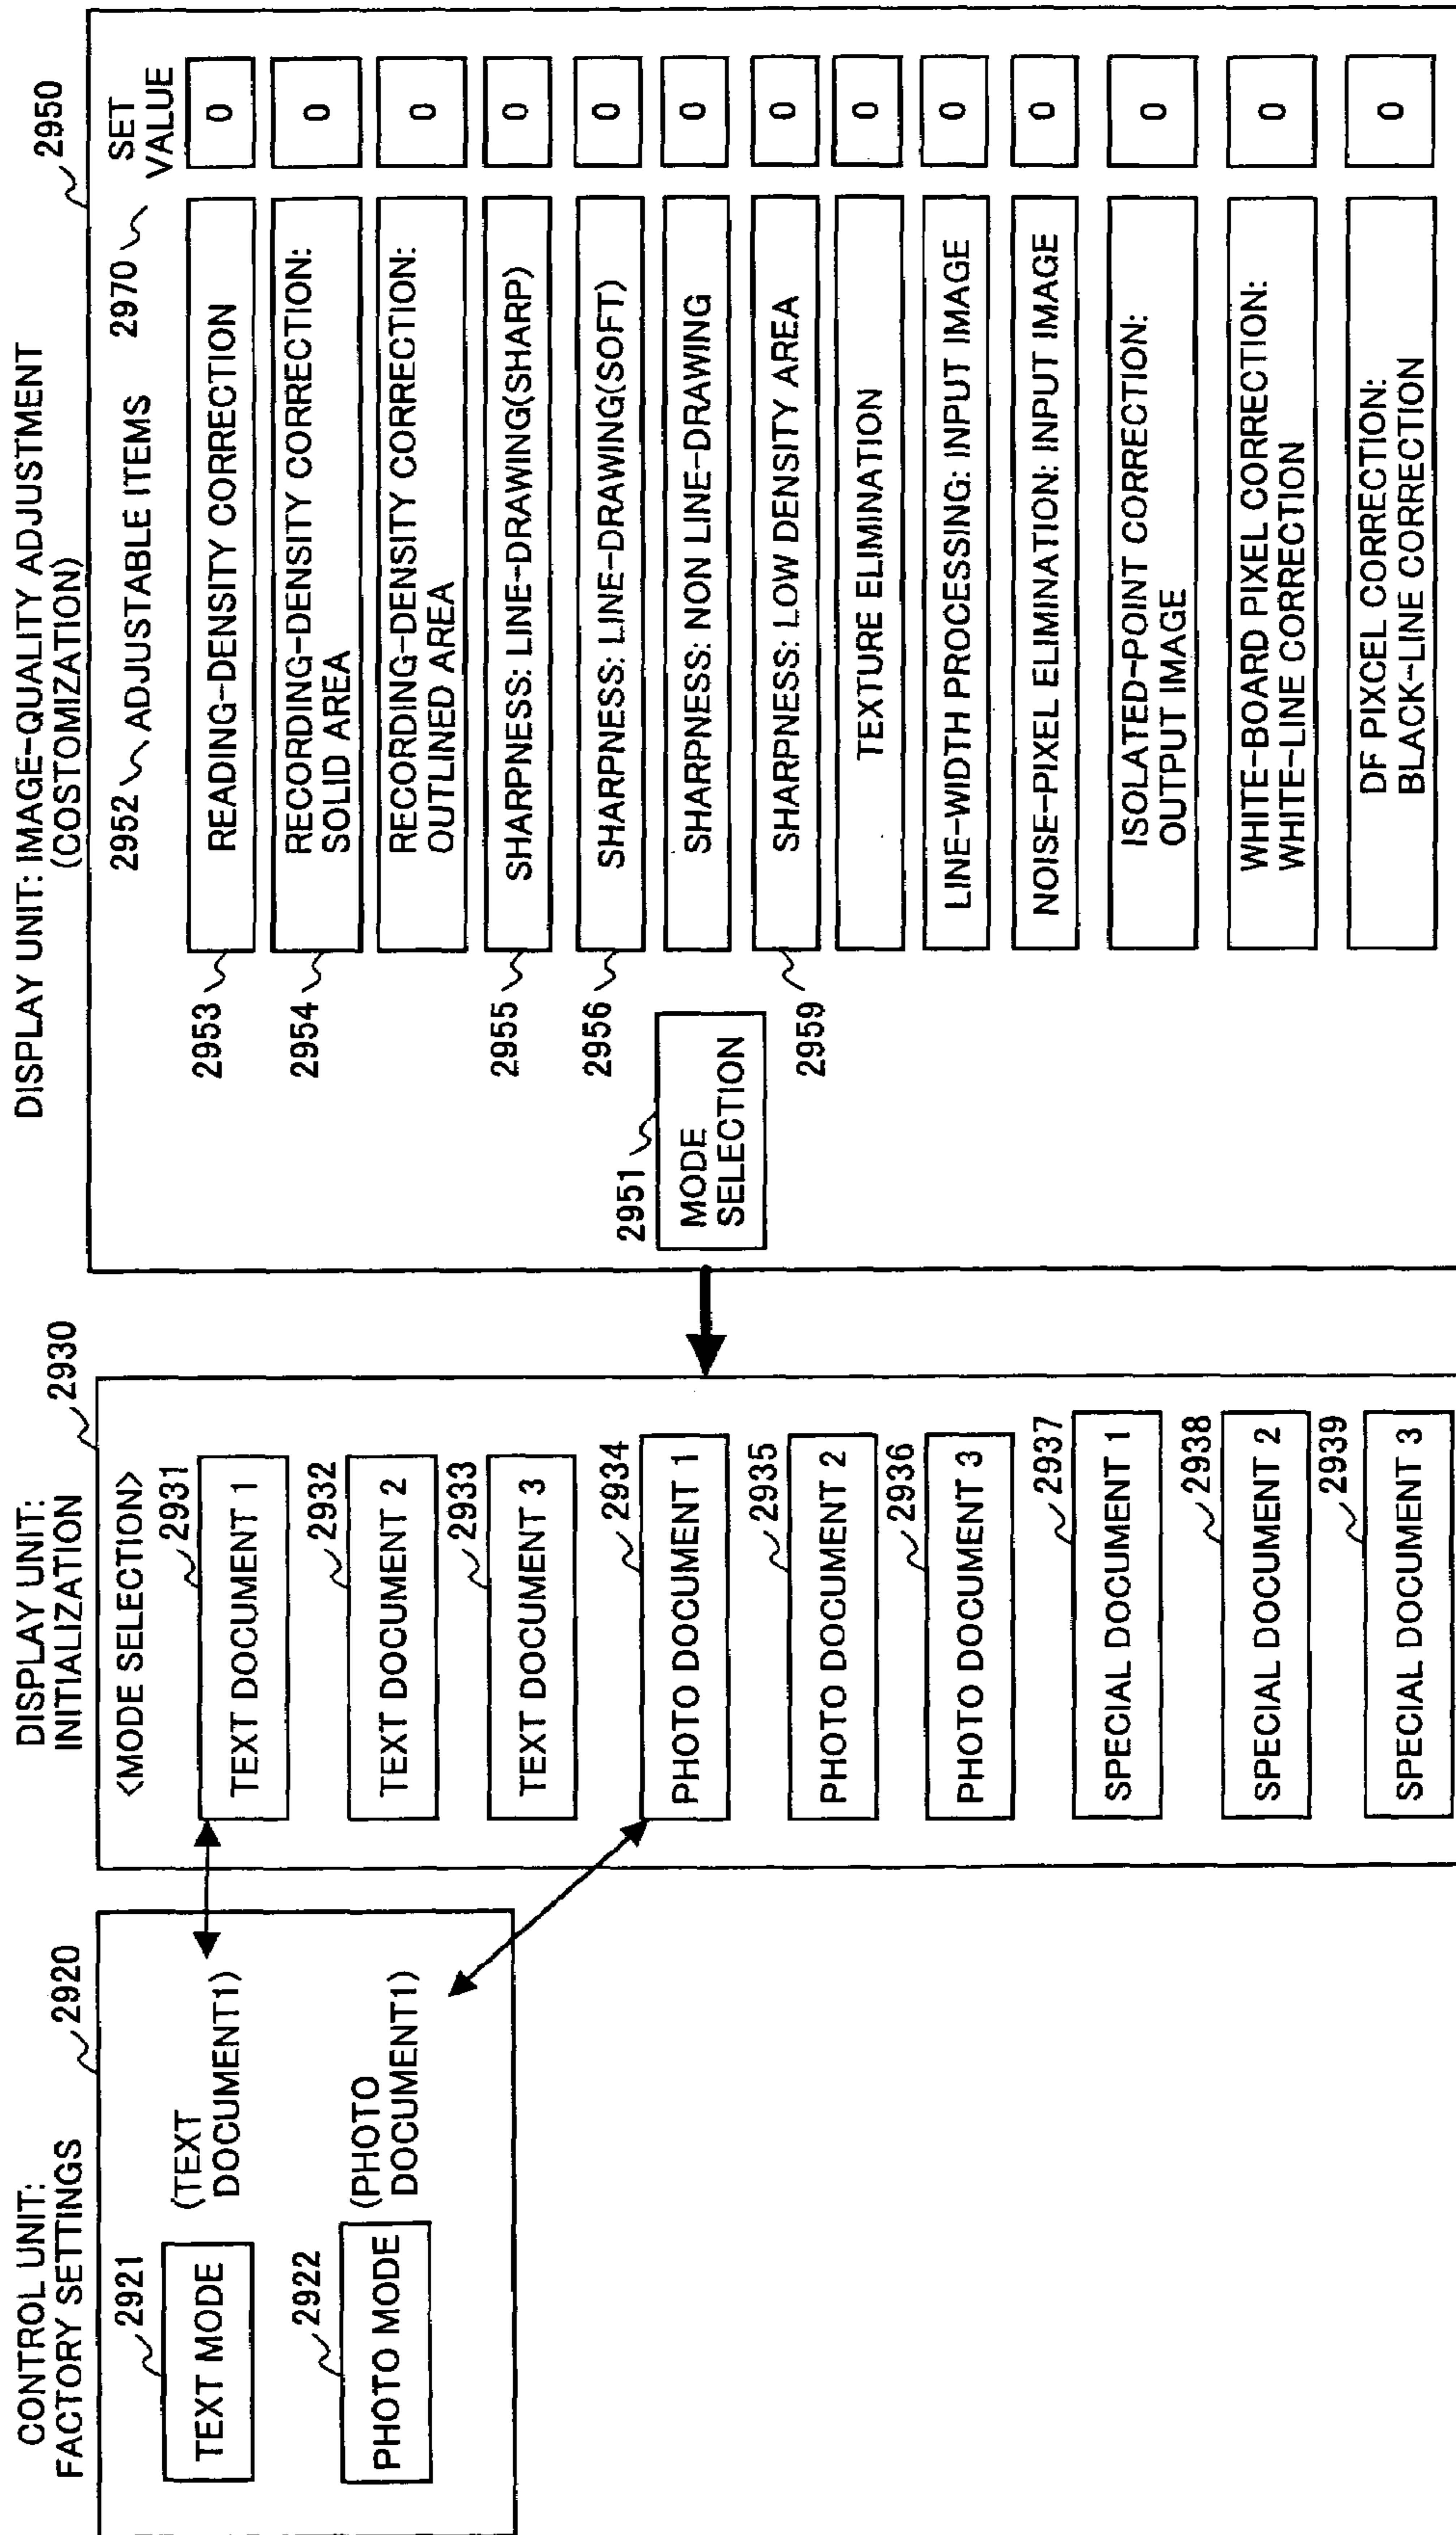 CONTROL UNIT:
FACTORY SETTINGS
2920
2921
TEXT MODE
(TEXT
DOCUMENT1)
2922
PHOTO MODE
(PHOTO
DOCUMENT1)
DISPLAY UNIT:
INITIALIZATION
2930
<MODE SELECTION>
2931
TEXT DOCUMENT 1
2932
TEXT DOCUMENT 2
2933
TEXT DOCUMENT 3
2934
PHOTO DOCUMENT 1
2935
PHOTO DOCUMENT 2
2936
PHOTO DOCUMENT 3
2937
SPECIAL DOCUMENT 1
2938
SPECIAL DOCUMENT 2
2939
SPECIAL DOCUMENT 3
DISPLAY UNIT: IMAGE-QUALITY ADJUSTMENT
(COSTOMIZATION)
2950
2951
MODE
SELECTION
2952 ADJUSTABLE ITEMS
2970
SET
VALUE
2953
READING-DENSITY CORRECTION
0
2954
RECORDING-DENSITY CORRECTION:
SOLID AREA
0
RECORDING-DENSITY CORRECTION:
OUTLINED AREA
0
2955
SHARPNESS: LINE-DRAWING(SHARP)
0
2956
SHARPNESS: LINE-DRAWING(SOFT)
0
SHARPNESS: NON LINE-DRAWING
0
2959
SHARPNESS: LOW DENSITY AREA
0
TEXTURE ELIMINATION
0
LINE-WIDTH PROCESSING: INPUT IMAGE
0
NOISE-PIXEL ELIMINATION: INPUT IMAGE
0
ISOLATED-POINT CORRECTION:
OUTPUT IMAGE
0
WHITE-BOARD PIXEL CORRECTION:
WHITE-LINE CORRECTION
0
DF PIXCEL CORRECTION:
BLACK-LINE CORRECTION
0